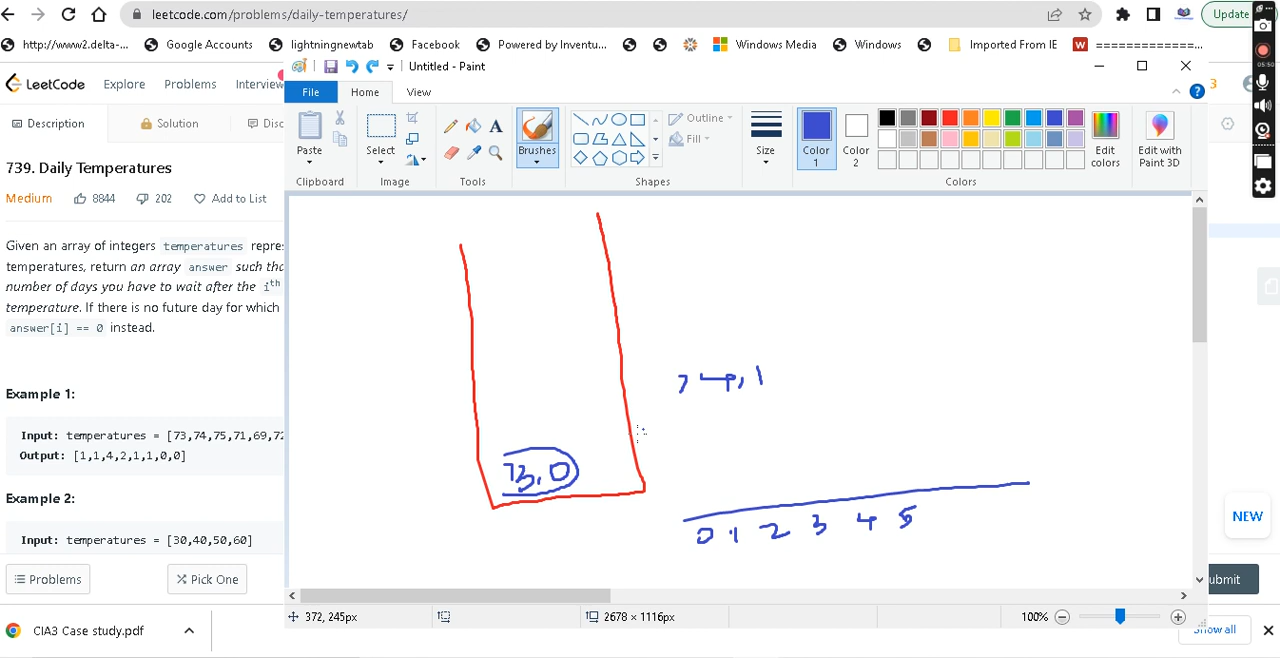 leetcode.com/problems/daily-temperatures/
Update
http://www2.delta-... Google Accounts lightningnewtab Facebook Powered by Inventu... Windows Media Windows Imported From IE W ==============...
LeetCode Explore Problems Interview
Untitled - Paint
05:50
3
File Home View
Description Solution Disc
Paste Select Brushes Outline Fill Size Color 1 Color 2 Edit colors Edit with Paint 3D
Clipboard Image Tools Shapes Colors
739. Daily Temperatures
Medium 8844 202 Add to List
Given an array of integers temperatures repres
temperatures, return an array answer such tha
number of days you have to wait after the ith
temperature. If there is no future day for which
answer[i] == 0 instead.
Example 1:
Input: temperatures = [73,74,75,71,69,72
Output: [1,1,4,2,1,1,0,0]
73,0
0 1 2 3 4 5
Example 2:
Input: temperatures = [30,40,50,60]
NEW
Problems Pick One ubmit
372, 245px 2678 × 1116px 100%
CIA3 Case study.pdf Show all